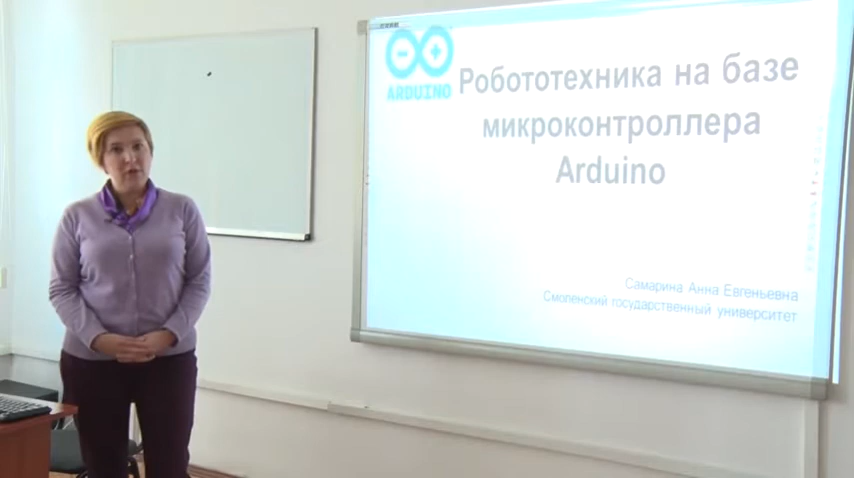 ARDUINO
Робототехника на базе
микроконтроллера
Arduino
Самарина Анна Евгеньевна
Смоленский государственный университет